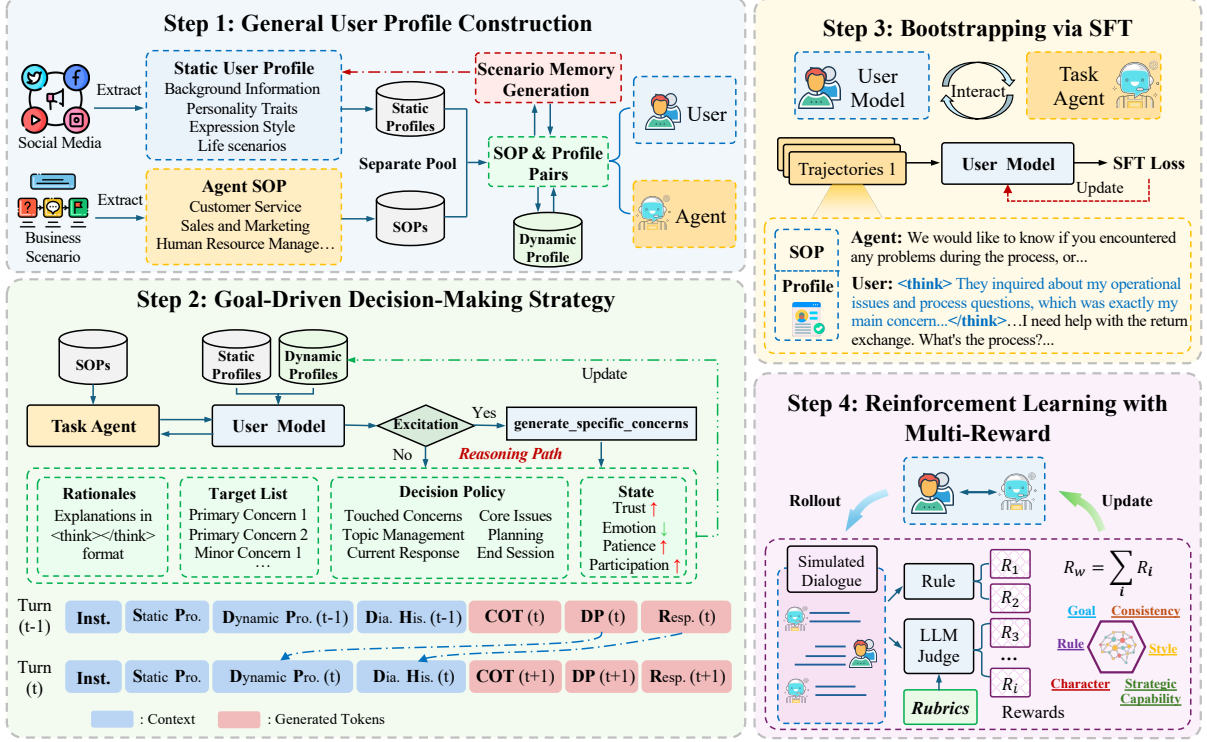 Step 1: General User Profile Construction
Social Media
Extract
Static User Profile
Background Information
Personality Traits
Expression Style
Life scenarios
Static
Profiles
Scenario Memory
Generation
User
Separate Pool
SOP & Profile
Pairs
Business
Scenario
Extract
Agent SOP
Customer Service
Sales and Marketing
Human Resource Manage…
SOPs
Dynamic
Profile
Agent
Step 2: Goal-Driven Decision-Making Strategy
SOPs
Static
Profiles
Dynamic
Profiles
Update
Task Agent
User Model
Excitation
Yes
generate_specific_concerns
No
Reasoning Path
Rationales
Explanations in
<think></think>
format
Target List
Primary Concern 1
Primary Concern 2
Minor Concern 1
…
Decision Policy
Touched Concerns
Topic Management
Current Response
Core Issues
Planning
End Session
State
Trust ↑
Emotion ↓
Patience ↑
Participation ↑
Turn
(t-1)
Inst.
Static Pro.
Dynamic Pro. (t-1)
Dia. His. (t-1)
COT (t)
DP (t)
Resp. (t)
Turn
(t)
Inst.
Static Pro.
Dynamic Pro. (t)
Dia. His. (t)
COT (t+1)
DP (t+1)
Resp. (t+1)
: Context
: Generated Tokens
Step 3: Bootstrapping via SFT
User
Model
Interact
Task
Agent
Trajectories 1
User Model
SFT Loss
Update
SOP
Profile
Agent: We would like to know if you encountered
any problems during the process, or...
User: <think> They inquired about my operational
issues and process questions, which was exactly my
main concern...</think>…I need help with the return
exchange. What's the process?...
Step 4: Reinforcement Learning with
Multi-Reward
Rollout
Update
Simulated
Dialogue
Rule
LLM
Judge
Rubrics
R1
R2
R3
...
Ri
Rewards
Rw = ∑i Ri
Goal
Consistency
Rule
Style
Character
Strategic
Capability